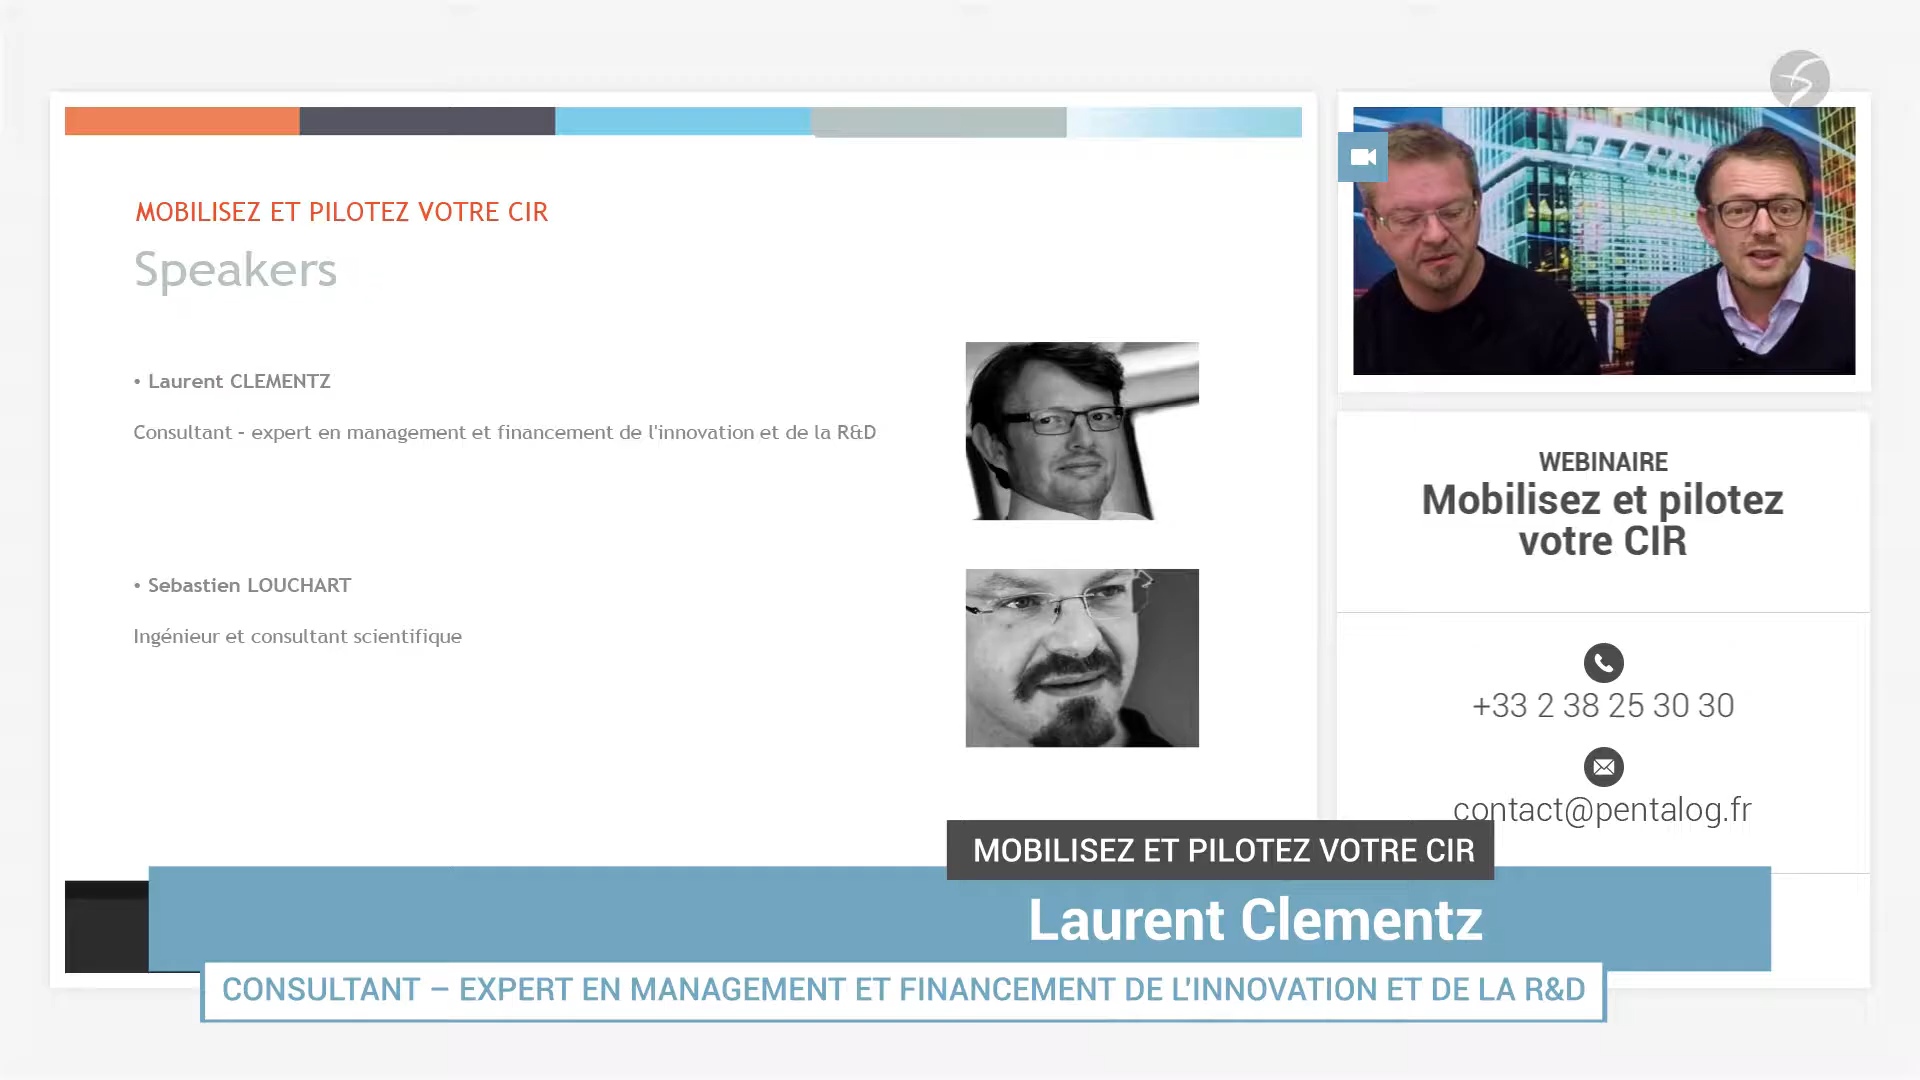 MOBILISEZ ET PILOTEZ VOTRE CIR
Speakers
• Laurent CLEMENTZ
Consultant – expert en management et financement de l'innovation et de la R&D
• Sebastien LOUCHART
Ingénieur et consultant scientifique
WEBINAIRE
Mobilisez et pilotez
votre CIR
+33 2 38 25 30 30
contact@pentalog.fr
MOBILISEZ ET PILOTEZ VOTRE CIR
Laurent Clementz
CONSULTANT – EXPERT EN MANAGEMENT ET FINANCEMENT DE L'INNOVATION ET DE LA R&D